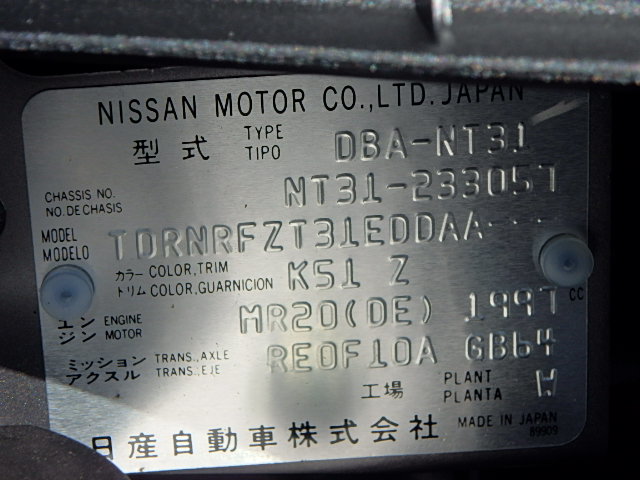 NISSAN MOTOR CO.,LTD. JAPAN
型式 TYPE TIPO DBA-NT31
CHASSIS NO. NO. DE CHASIS NT31-233057
MODEL MODELO TDRNRFZT31EDDAA---
カラー COLOR,TRIM トリム COLOR,GUARNICION K51 Z
エンジン ENGINE MOTOR MR20(DE) 1997 CC
ミッション アクスル TRANS.,AXLE TRANS.,EJE RE0F10A GB64
工場 PLANT PLANTA W
日産自動車株式会社 MADE IN JAPAN
89909